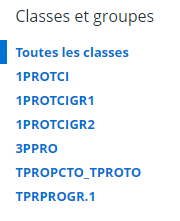 Classes et groupes
Toutes les classes
1PROTCI
1PROTCIGR1
1PROTCIGR2
3PPRO
TPROPCTO_TPROTO
TPRPROGR.1